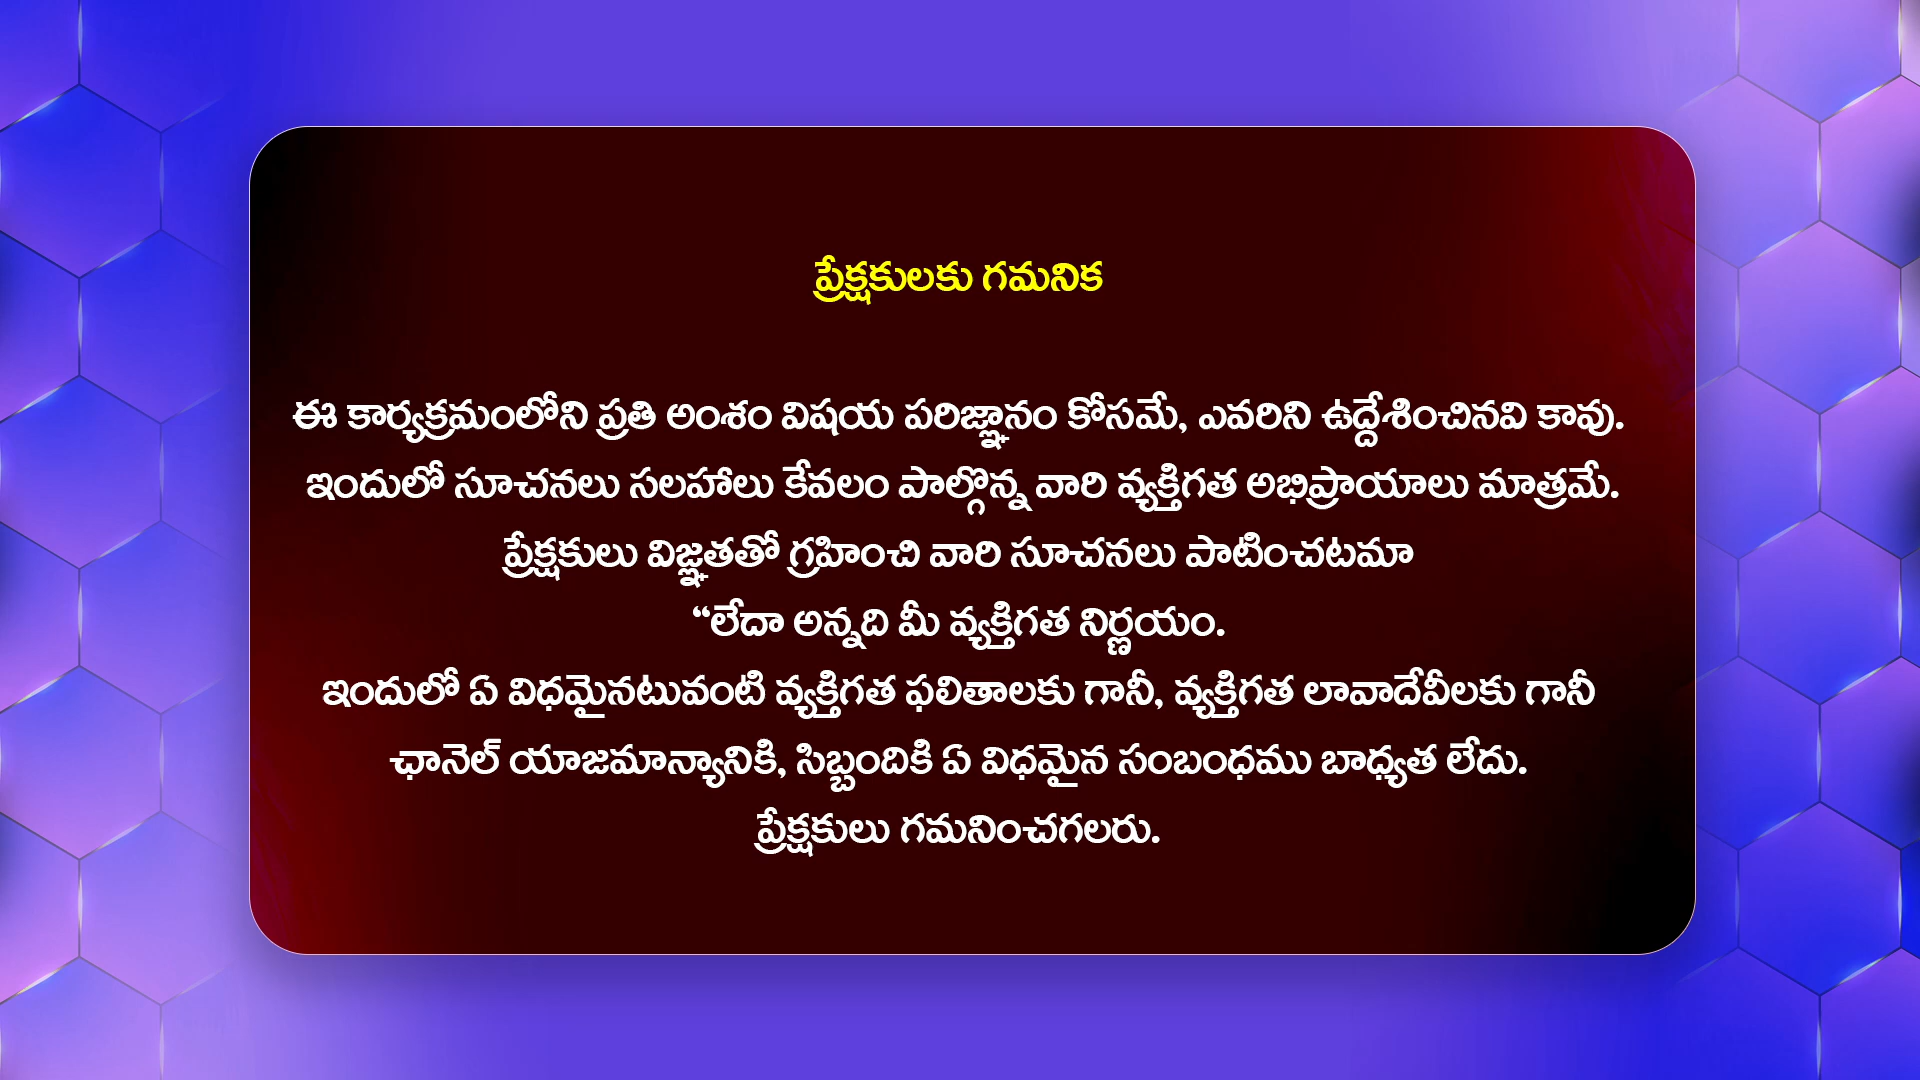 ప్రేక్షకులకు గమనిక
ఈ కార్యక్రమంలోని ప్రతి అంశం విషయ పరిజ్ఞానం కోసమే, ఎవరిని ఉద్దేశించినవి కావు.
ఇందులో సూచనలు సలహాలు కేవలం పాల్గొన్న వారి వ్యక్తిగత అభిప్రాయాలు మాత్రమే.
ప్రేక్షకులు విజ్ఞతతో గ్రహించి వారి సూచనలు పాటించటమా
“లేదా అన్నది మీ వ్యక్తిగత నిర్ణయం.
ఇందులో ఏ విధమైనటువంటి వ్యక్తిగత ఫలితాలకు గానీ, వ్యక్తిగత లావాదేవీలకు గానీ
ఛానెల్ యాజమాన్యానికి, సిబ్బందికి ఏ విధమైన సంబంధము బాధ్యత లేదు.
ప్రేక్షకులు గమనించగలరు.